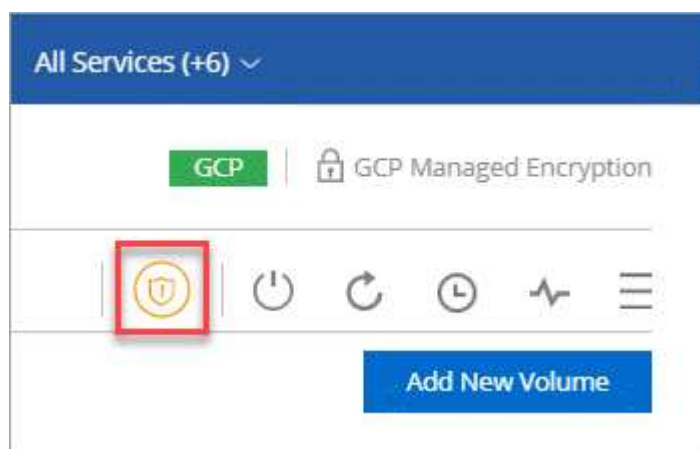 All Services (+6)
GCP
GCP Managed Encryption
Add New Volume